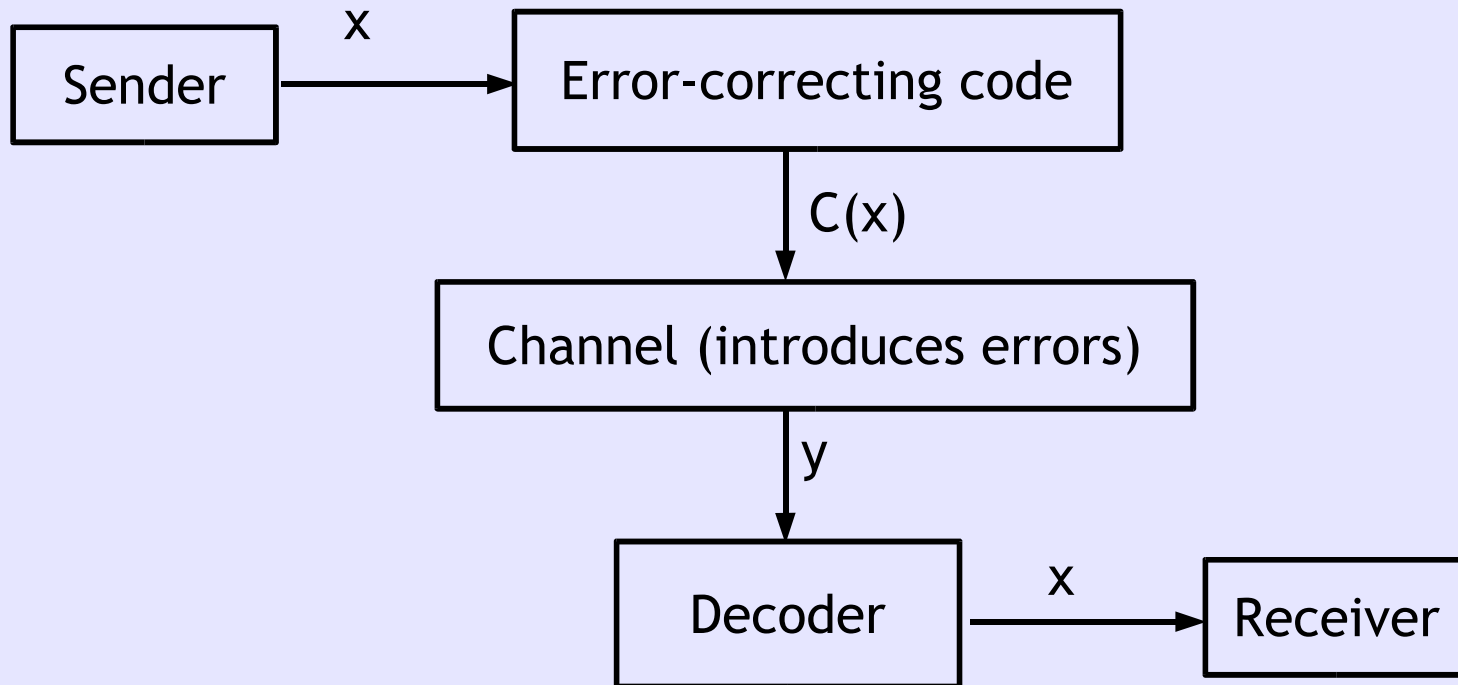 x
Sender
Error-correcting code
C(x)
Channel (introduces errors)
y
Decoder
x
Receiver